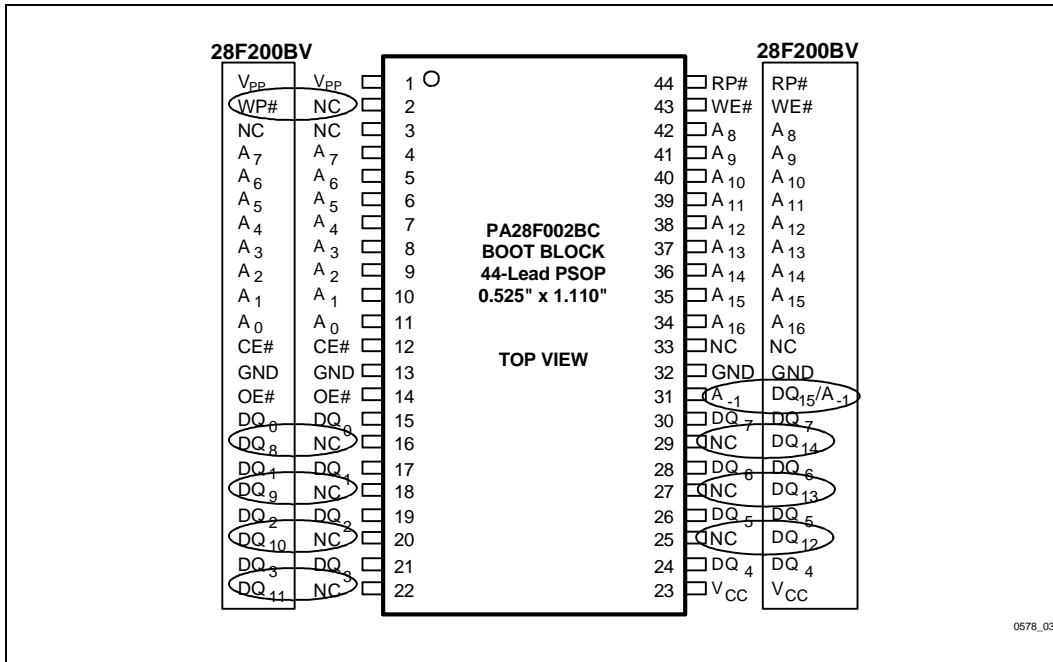 28F200BV 28F200BV
VPP VPP 1 44 RP# RP#
WP# NC 2 43 WE# WE#
NC NC 3 42 A8 A8
A7 A7 4 41 A9 A9
A6 A6 5 40 A10 A10
A5 A5 6 39 A11 A11
A4 A4 7 38 A12 A12
A3 A3 8 PA28F002BC 37 A13 A13
BOOT BLOCK
A2 A2 9 44-Lead PSOP 36 A14 A14
A1 A1 10 0.525" x 1.110" 35 A15 A15
A0 A0 11 34 A16 A16
CE# CE# 12 TOP VIEW 33 NC NC
GND GND 13 32 GND GND
OE# OE# 14 31 A-1 DQ15/A-1
DQ0 DQ0 15 30 DQ7 DQ7
DQ8 NC 16 29 NC DQ14
DQ1 DQ1 17 28 DQ6 DQ6
DQ9 NC 18 27 NC DQ13
DQ2 DQ2 19 26 DQ5 DQ5
DQ10 NC 20 25 NC DQ12
DQ3 DQ3 21 24 DQ4 DQ4
DQ11 NC 22 23 VCC VCC
0578_03